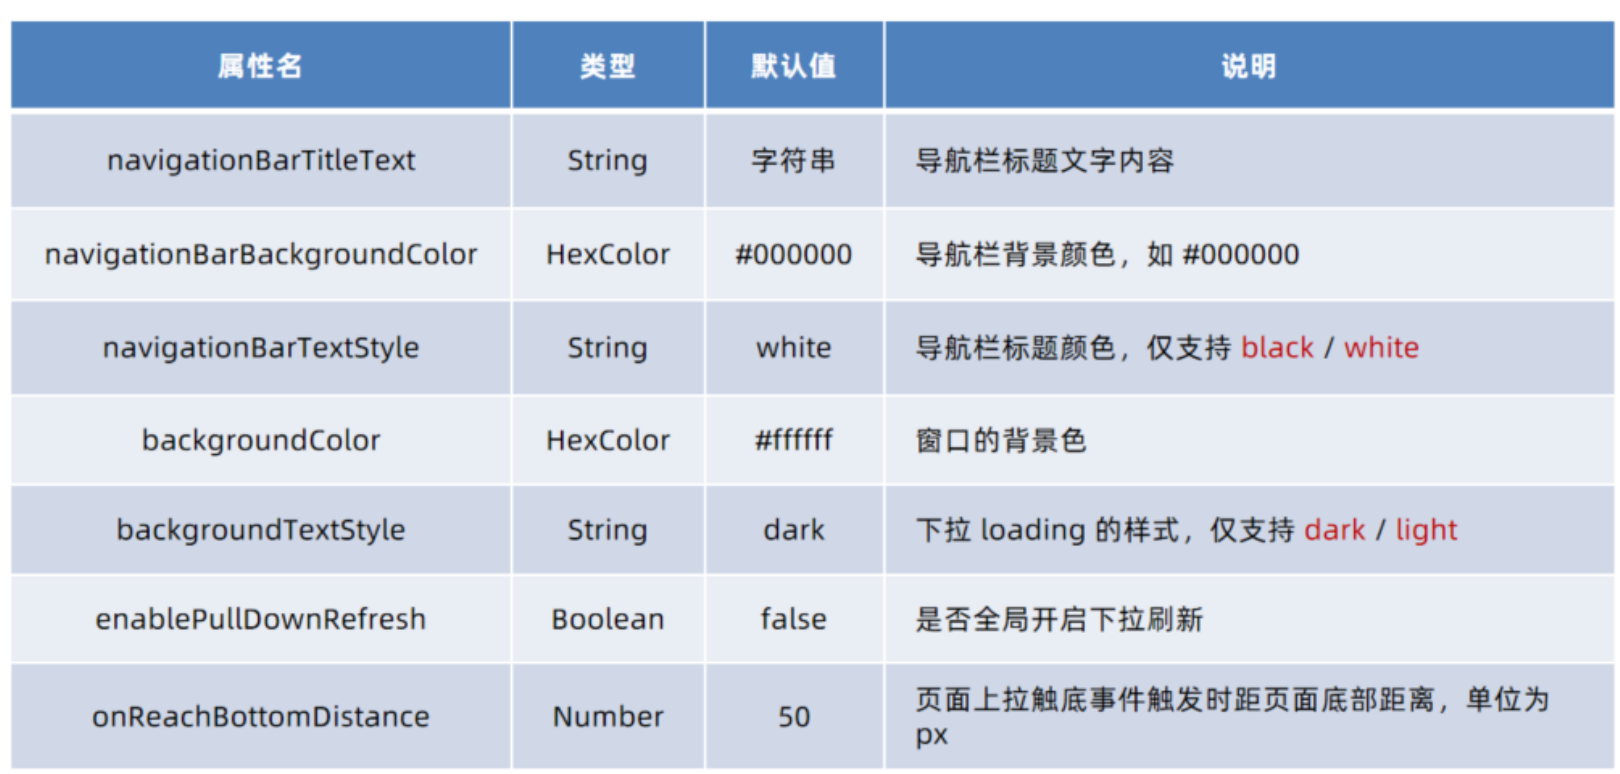 属性名 类型 默认值 说明
navigationBarTitleText String 字符串 导航栏标题文字内容
navigationBarBackgroundColor HexColor #000000 导航栏背景颜色，如 #000000
navigationBarTextStyle String white 导航栏标题颜色，仅支持 black / white
backgroundColor HexColor #ffffff 窗口的背景色
backgroundTextStyle String dark 下拉 loading 的样式，仅支持 dark / light
enablePullDownRefresh Boolean false 是否全局开启下拉刷新
onReachBottomDistance Number 50 页面上拉触底事件触发时距页面底部距离，单位为
px